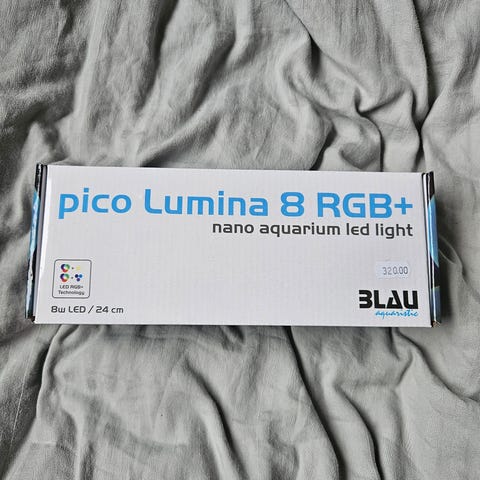 pico Lumina 8 RGB+
nano aquarium led light
320.00
LED RGB+
Technology
8w LED / 24 cm
BLAU
aquaristic